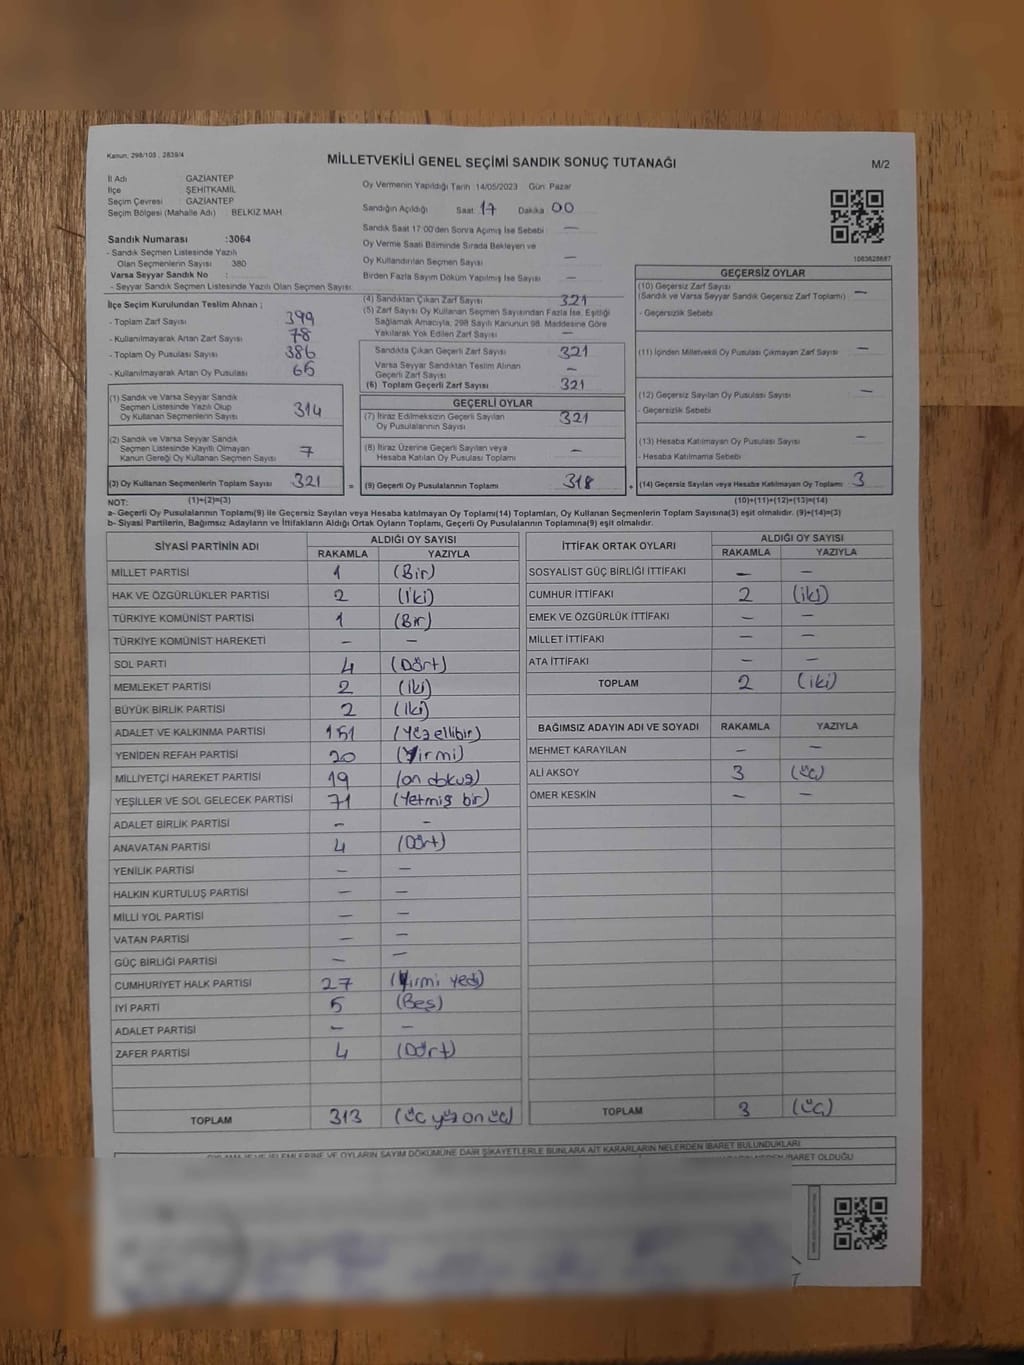 Kanun: 298/103 , 2839/4
MİLLETVEKİLİ GENEL SEÇİMİ SANDIK SONUÇ TUTANAĞI
M/2
İl Adı : GAZİANTEP
İlçe : ŞEHİTKAMİL
Seçim Çevresi : GAZİANTEP
Seçim Bölgesi (Mahalle Adı) : BELKIZ MAH.
Sandık Numarası :3064
- Sandık Seçmen Listesinde Yazılı
Olan Seçmenlerin Sayısı 380
Varsa Seyyar Sandık No :
- Seyyar Sandık Seçmen Listesinde Yazılı Olan Seçmen Sayısı:
Oy Vermenin Yapıldığı Tarih 14/05/2023 Gün: Pazar
Sandığın Açıldığı Saat: 17 Dakika 00
Sandık Saat 17:00'den Sonra Açımış İse Sebebi —
Oy Verme Saati Bitiminde Sırada Bekleyen ve
Oy Kullandırılan Seçmen Sayısı —
Birden Fazla Sayım Döküm Yapılmış İse Sayısı —
1083628887
İlçe Seçim Kurulundan Teslim Alınan ;
- Toplam Zarf Sayısı 399
- Kullanılmayarak Artan Zarf Sayısı 78
- Toplam Oy Pusulası Sayısı 386
- Kullanılmayarak Artan Oy Pusulası 65
(1) Sandık ve Varsa Seyyar Sandık
Seçmen Listesinde Yazılı Olup
Oy Kullanan Seçmenlerin Sayısı 314
(2) Sandık ve Varsa Seyyar Sandık
Seçmen Listesinde Kayıtlı Olmayan
Kanun Gereği Oy Kullanan Seçmen Sayısı 7
(3) Oy Kullanan Seçmenlerin Toplam Sayısı 321
(4) Sandıktan Çıkan Zarf Sayısı 321
(5) Zarf Sayısı Oy Kullanan Seçmen Sayısından Fazla İse, Eşitliği
Sağlamak Amacıyla, 298 Sayılı Kanunun 98. Maddesine Göre
Yakılarak Yok Edilen Zarf Sayısı —
Sandıkta Çıkan Geçerli Zarf Sayısı 321
Varsa Seyyar Sandıktan Teslim Alınan
Geçerli Zarf Sayısı —
(6) Toplam Geçerli Zarf Sayısı 321
GEÇERLİ OYLAR
(7) İtiraz Edilmeksizin Geçerli Sayılan
Oy Pusulalarının Sayısı 321
(8) İtiraz Üzerine Geçerli Sayılan veya
Hesaba Katılan Oy Pusulası Toplamı —
= (9) Geçerli Oy Pusulalarının Toplamı 318
GEÇERSİZ OYLAR
(10) Geçersiz Zarf Sayısı
(Sandık ve Varsa Seyyar Sandık Geçersiz Zarf Toplamı) —
- Geçersizlik Sebebi
(11) İçinden Milletvekili Oy Pusulası Çıkmayan Zarf Sayısı —
(12) Geçersiz Sayılan Oy Pusulası Sayısı —
- Geçersizlik Sebebi
(13) Hesaba Katılmayan Oy Pusulası Sayısı —
- Hesaba Katılmama Sebebi
+ (14) Geçersiz Sayılan veya Hesaba Katılmayan Oy Toplamı 3
NOT: (1)+(2)=(3) (10)+(11)+(12)+(13)=(14)
a- Geçerli Oy Pusulalarının Toplamı(9) ile Geçersiz Sayılan veya Hesaba katılmayan Oy Toplamı(14) Toplamları, Oy Kullanan Seçmenlerin Toplam Sayısına(3) eşit olmalıdır. (9)+(14)=(3)
b- Siyasi Partilerin, Bağımsız Adayların ve İttifakların Aldığı Ortak Oyların Toplamı, Geçerli Oy Pusulalarının Toplamına(9) eşit olmalıdır.
SİYASİ PARTİNİN ADI ALDIĞI OY SAYISI
RAKAMLA YAZIYLA
MİLLET PARTİSİ 1 (Bir)
HAK VE ÖZGÜRLÜKLER PARTİSİ 2 (İki)
TÜRKİYE KOMÜNİST PARTİSİ 1 (Bir)
TÜRKİYE KOMÜNİST HAREKETİ — —
SOL PARTİ 4 (Dört)
MEMLEKET PARTİSİ 2 (İki)
BÜYÜK BİRLİK PARTİSİ 2 (İki)
ADALET VE KALKINMA PARTİSİ 151 (Yüzellibir)
YENİDEN REFAH PARTİSİ 20 (Yirmi)
MİLLİYETÇİ HAREKET PARTİSİ 19 (on dokuz)
YEŞİLLER VE SOL GELECEK PARTİSİ 71 (Yetmiş bir)
ADALET BİRLİK PARTİSİ — —
ANAVATAN PARTİSİ 4 (Dört)
YENİLİK PARTİSİ — —
HALKIN KURTULUŞ PARTİSİ — —
MİLLİ YOL PARTİSİ — —
VATAN PARTİSİ — —
GÜÇ BİRLİĞİ PARTİSİ — —
CUMHURİYET HALK PARTİSİ 27 (Yirmi yedi)
İYİ PARTİ 5 (Beş)
ADALET PARTİSİ — —
ZAFER PARTİSİ 4 (Dört)
TOPLAM 313 (üç yüz on üç)
İTTİFAK ORTAK OYLARI ALDIĞI OY SAYISI
RAKAMLA YAZIYLA
SOSYALİST GÜÇ BİRLİĞİ İTTİFAKI — —
CUMHUR İTTİFAKI 2 (iki)
EMEK VE ÖZGÜRLÜK İTTİFAKI — —
MİLLET İTTİFAKI — —
ATA İTTİFAKI — —
TOPLAM 2 (iki)
BAĞIMSIZ ADAYIN ADI VE SOYADI RAKAMLA YAZIYLA
MEHMET KARAYILAN — —
ALİ AKSOY 3 (üç)
ÖMER KESKİN — —
TOPLAM 3 (üç)
OYLAMA İŞ VE İŞLEMLERİNE VE OYLARIN SAYIM DÖKÜMÜNE DAİR ŞİKAYETLERLE BUNLARA AİT KARARLARIN NELERDEN İBARET BULUNDUKLARI
İBARET OLDUĞU